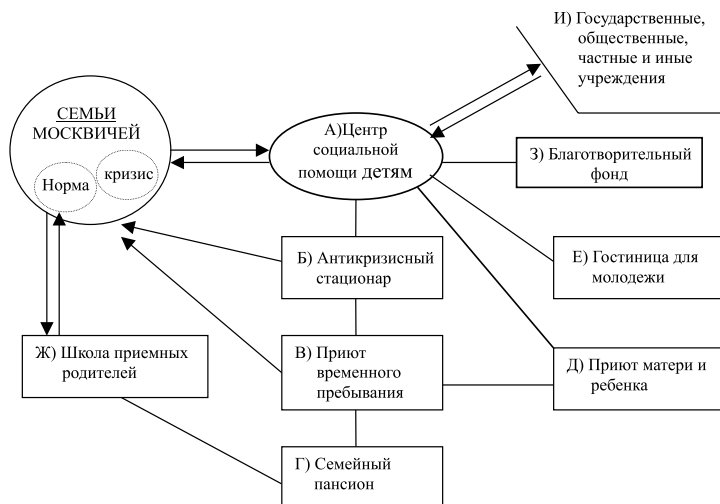 И) Государственные,
общественные,
частные и иные
учреждения
СЕМЬИ
МОСКВИЧЕЙ
Норма
кризис
А)Центр
социальной
помощи детям
З) Благотворительный
фонд
Б) Антикризисный
стационар
Е) Гостиница для
молодежи
Ж) Школа приемных
родителей
В) Приют
временного
пребывания
Д) Приют матери и
ребенка
Г) Семейный
пансион